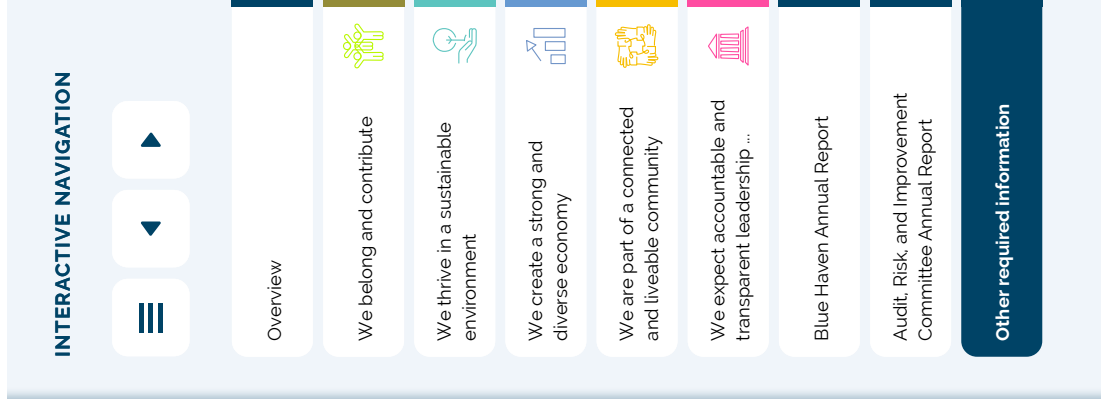 INTERACTIVE NAVIGATION
Overview
We belong and contribute
We thrive in a sustainable
environment
We create a strong and
diverse economy
We are part of a connected
and liveable community
We expect accountable and
transparent leadership ...
Blue Haven Annual Report
Audit, Risk, and Improvement
Committee Annual Report
Other required information